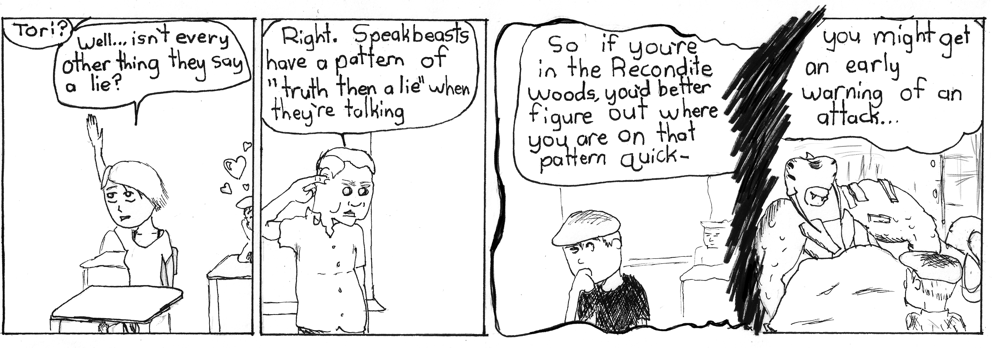 Tori?
Well... isn't every
other thing they say
a lie?
Right. Speakbeasts
have a pattern of
"truth then a lie" when
they're talking
So if you're
in the Recondite
Woods, you'd better
figure out where
you are on that
pattern quick-
you might get
an early
warning of an
attack...